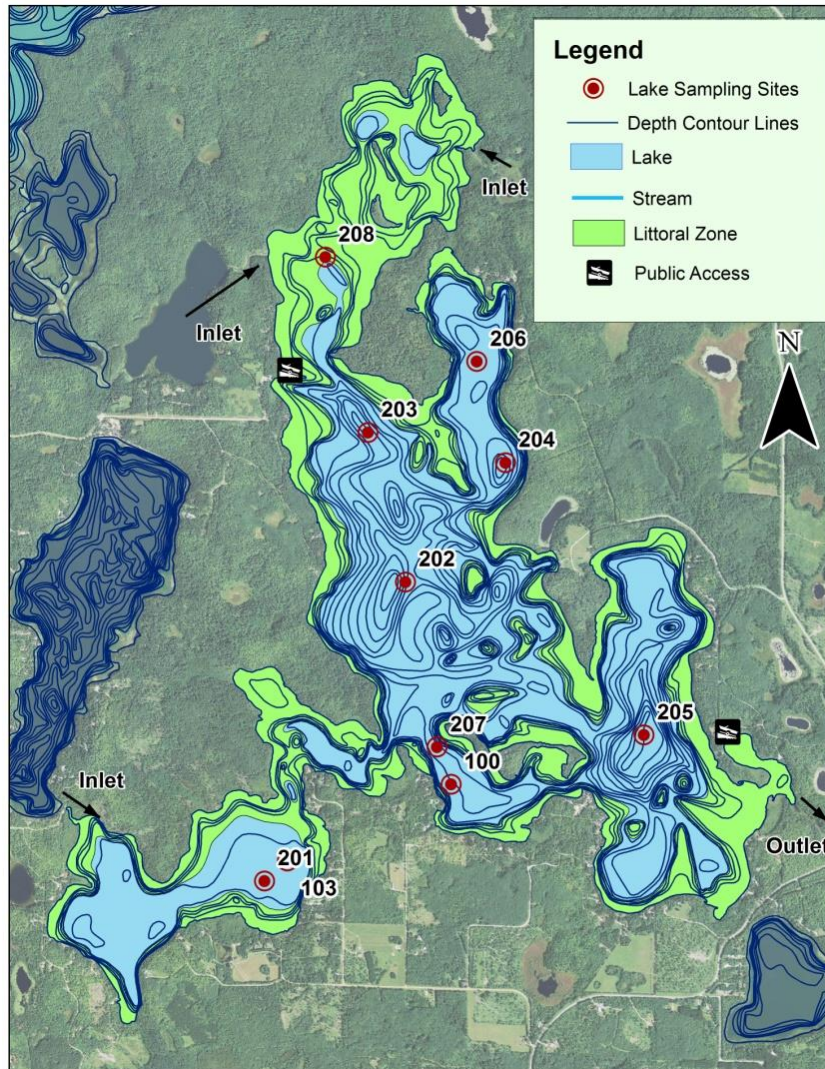 Legend
Lake Sampling Sites
Depth Contour Lines
Lake
Stream
Littoral Zone
Public Access
Inlet
208
Inlet
206
N
203
204
202
205
207
100
Inlet
201
103
Outlet